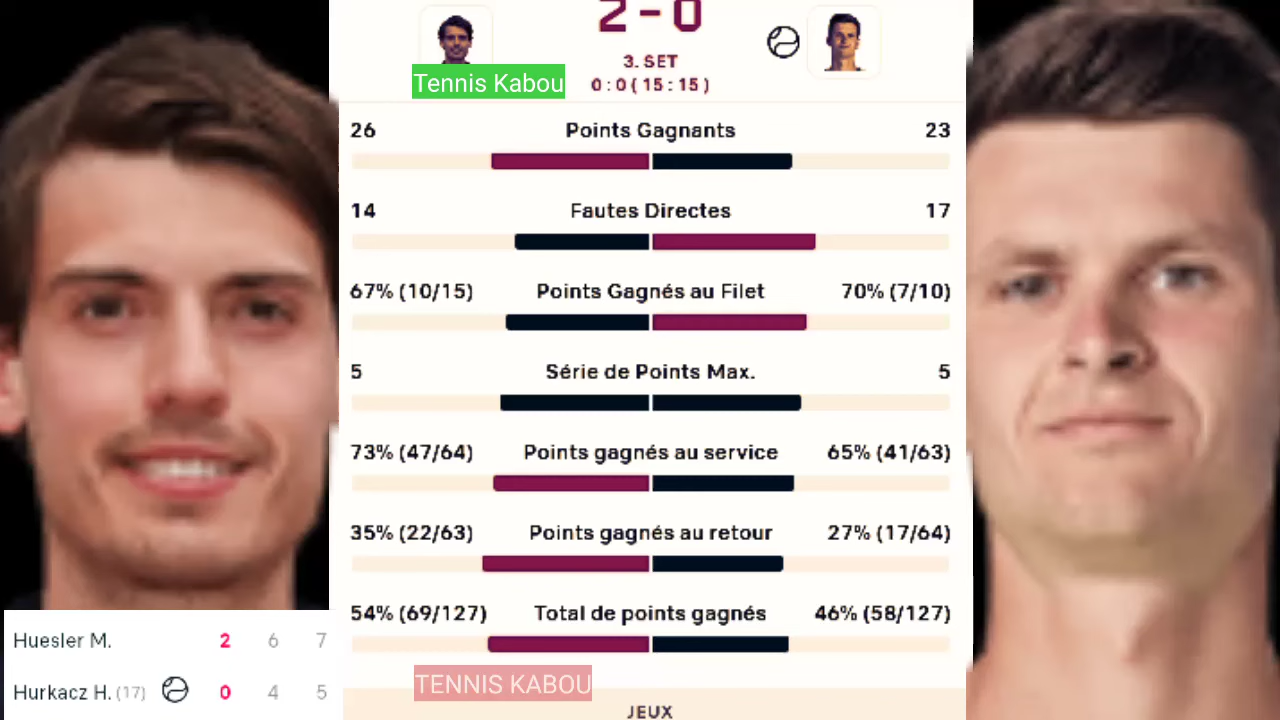 2 - 0
3. SET
0 : 0 ( 15 : 15 )
Tennis Kabou
26 Points Gagnants 23
14 Fautes Directes 17
67% (10/15) Points Gagnés au Filet 70% (7/10)
5 Série de Points Max. 5
73% (47/64) Points gagnés au service 65% (41/63)
35% (22/63) Points gagnés au retour 27% (17/64)
54% (69/127) Total de points gagnés 46% (58/127)
TENNIS KABOU
JEUX
Huesler M. 2 6 7
Hurkacz H. (17) 0 4 5